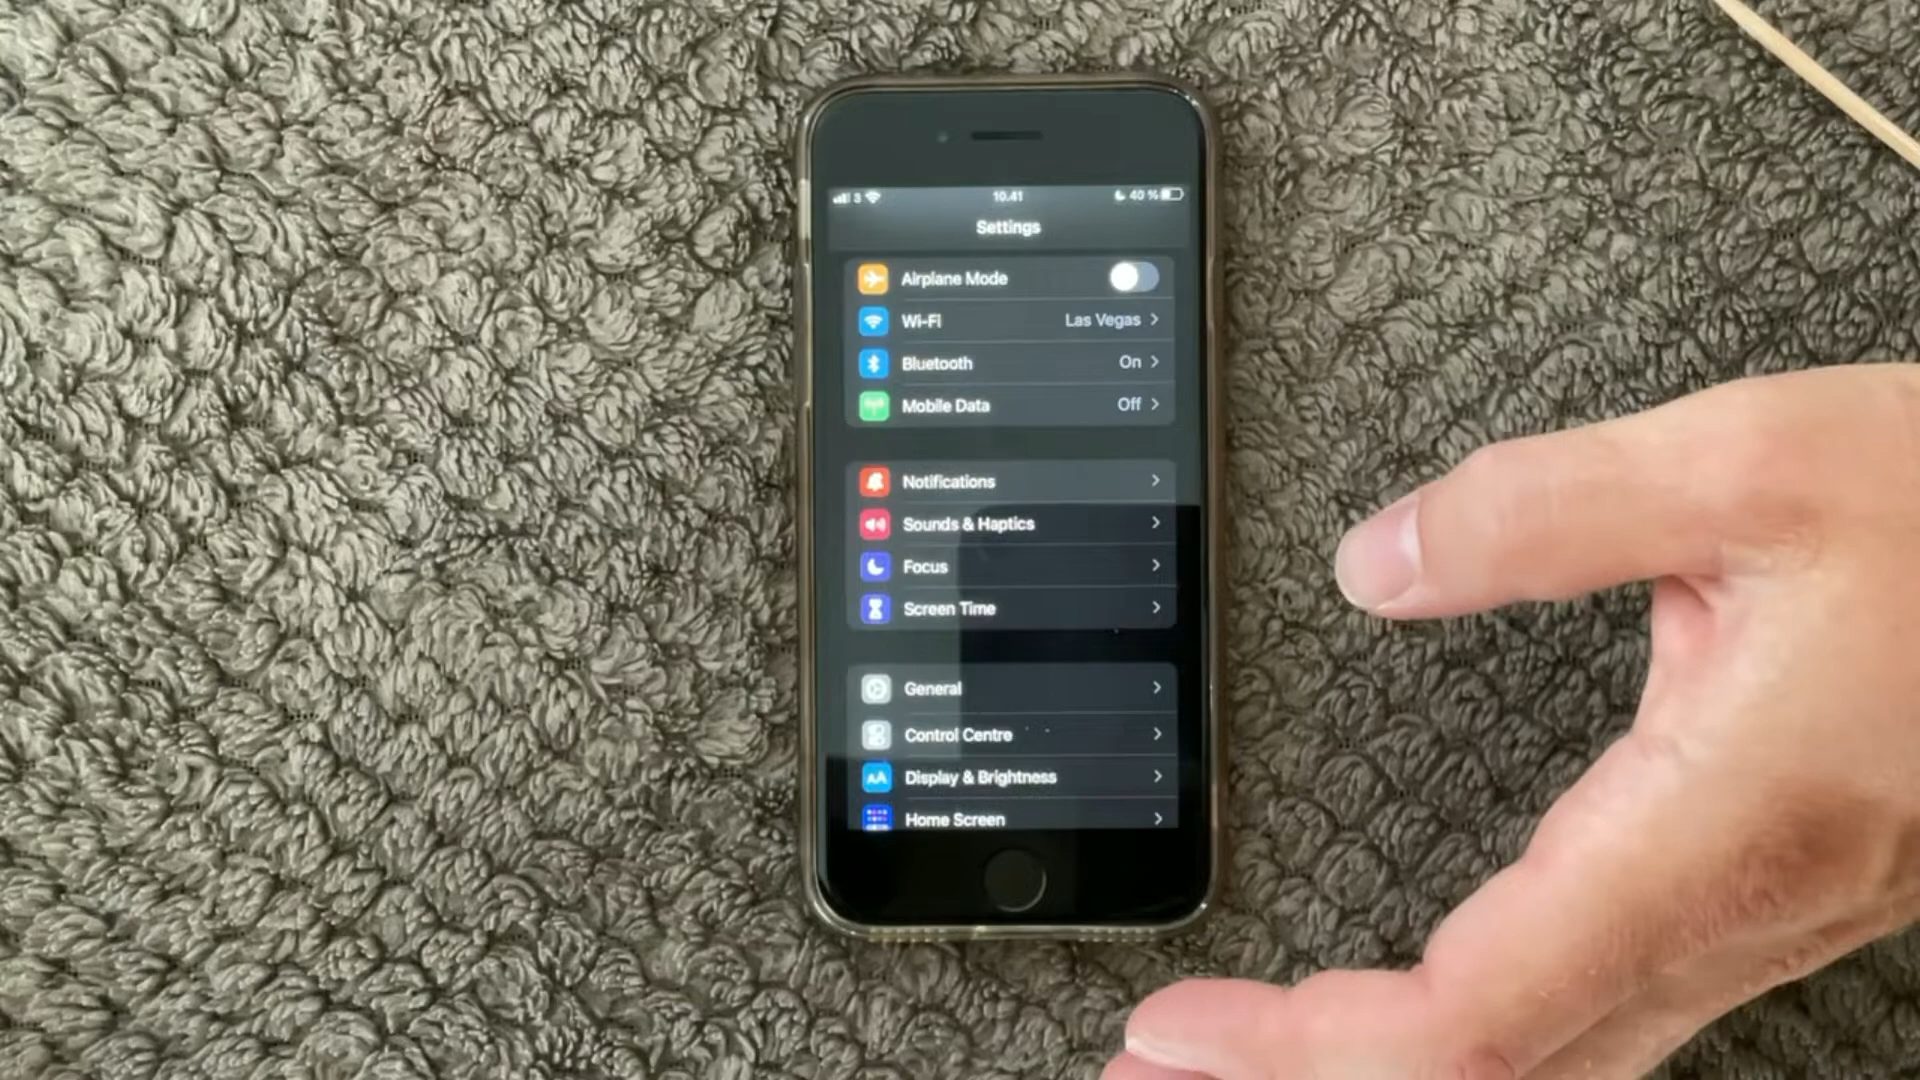 3 10.41 40 %
Settings
Airplane Mode
Wi-Fi Las Vegas
Bluetooth On
Mobile Data Off
Notifications
Sounds & Haptics
Focus
Screen Time
General
Control Centre
AA Display & Brightness
Home Screen